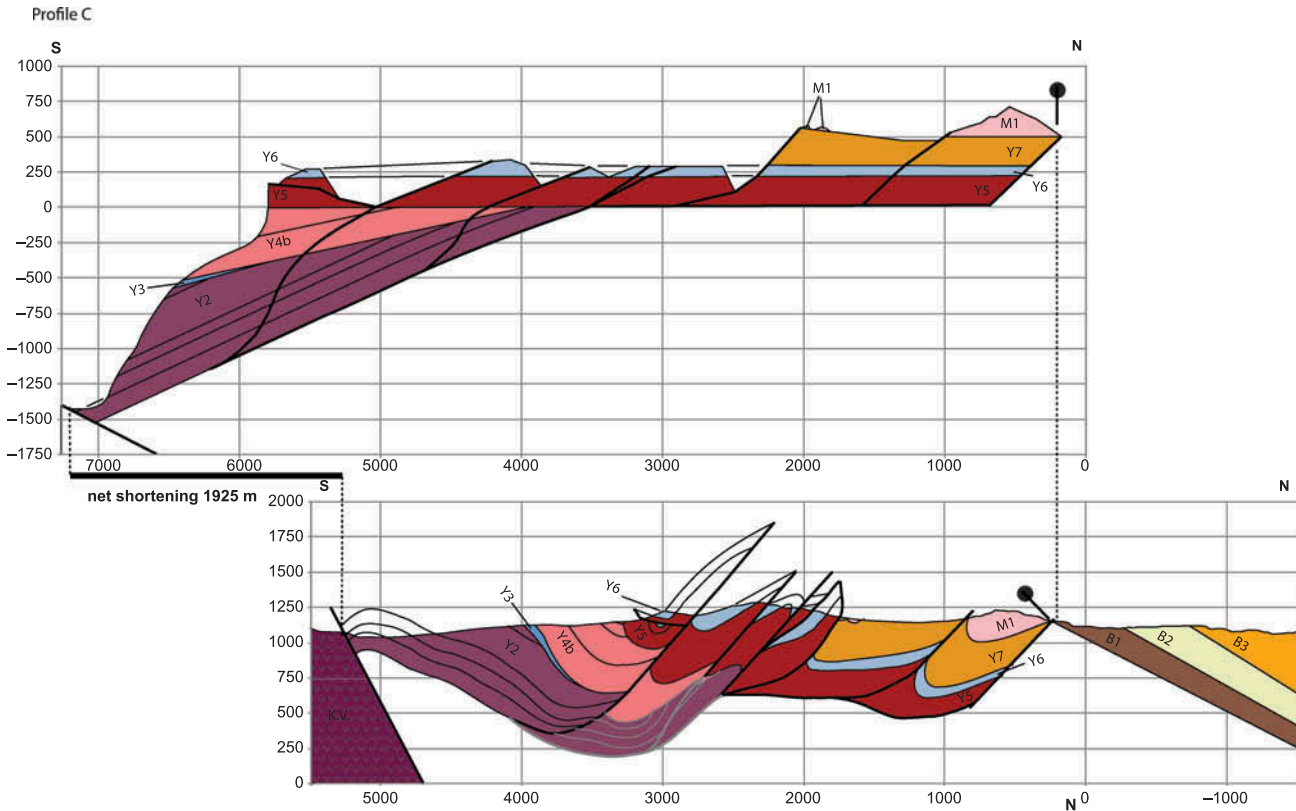 Profile C
S N
1000
750
500
250
0
−250
−500
−750
−1000
−1250
−1500
−1750
M1
M1
Y6
Y7
Y6
Y5
Y5
Y4b
Y3
Y2
7000 6000 5000 4000 3000 2000 1000 0
net shortening 1925 m
S N
2000
1750
1500
1250
1000
750
500
250
0
Y6
Y3
Y2
Y4b
Y5
M1
Y7
Y6
Y5
B1
B2
B3
K.V.
5000 4000 3000 2000 1000 0 −1000
N